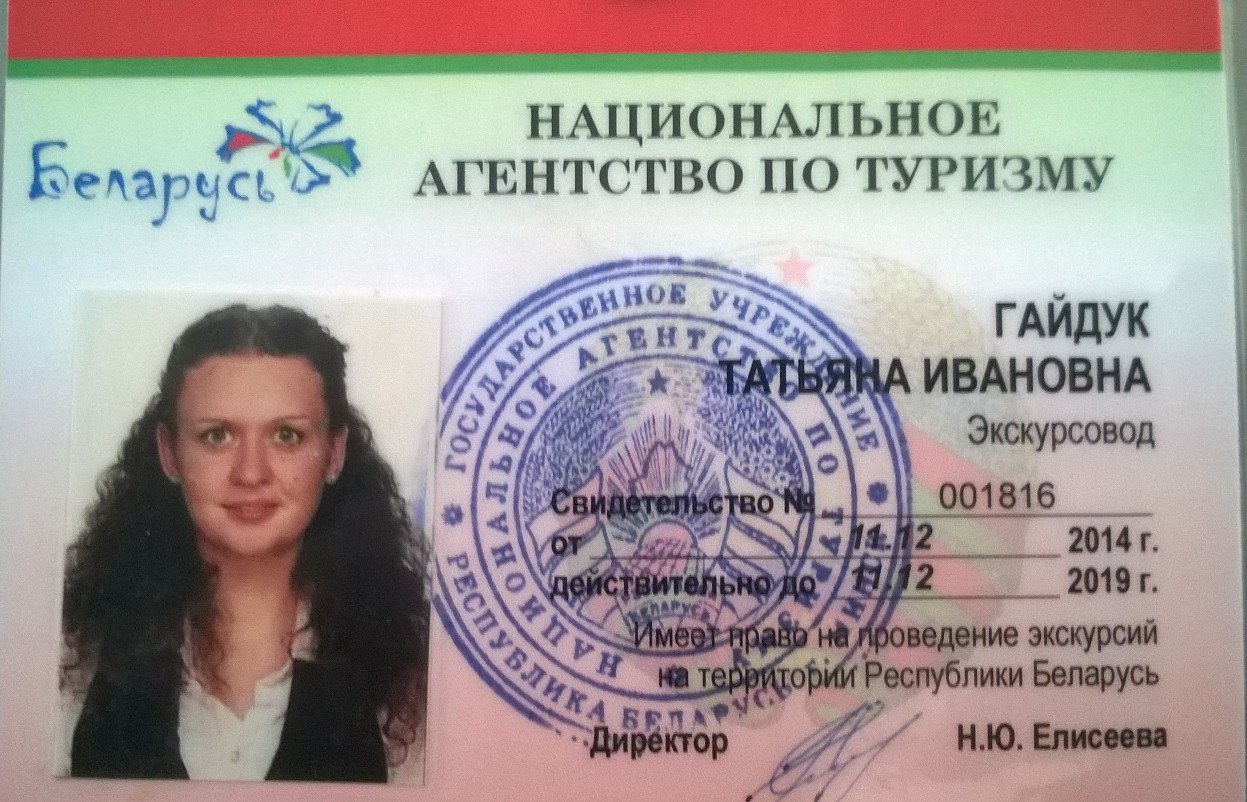 Беларусь
НАЦИОНАЛЬНОЕ
АГЕНТСТВО ПО ТУРИЗМУ
ГАЙДУК
ТАТЬЯНА ИВАНОВНА
Экскурсовод
Свидетельство № 001816
от 11.12 2014 г.
действительно до 11.12 2019 г.
Имеет право на проведение экскурсий
на территории Республики Беларусь
Директор Н.Ю. Елисеева
ГОСУДАРСТВЕННОЕ УЧРЕЖДЕНИЕ
НАЦИОНАЛЬНОЕ АГЕНТСТВО ПО ТУРИЗМУ
РЕСПУБЛИКА БЕЛАРУСЬ
МИНСК
БЕЛАРУСЬ